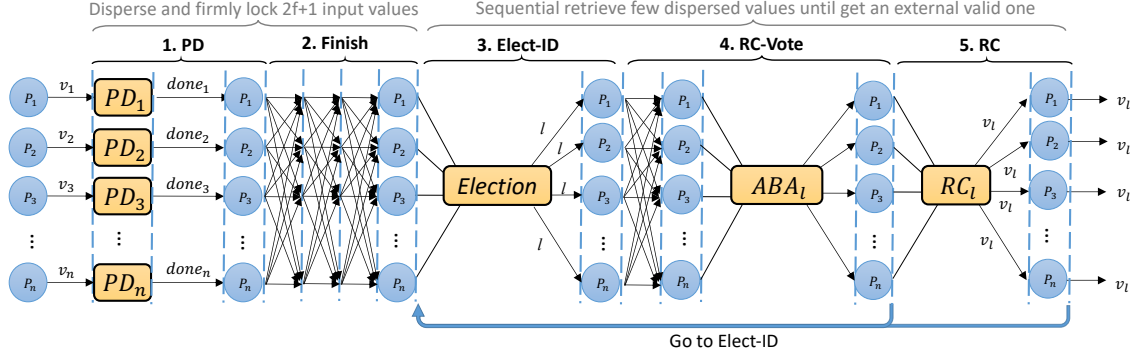 Disperse and firmly lock 2f+1 input values
Sequential retrieve few dispersed values until get an external valid one
1. PD
2. Finish
3. Elect-ID
4. RC-Vote
5. RC
P1 v1 PD1 done1 P1 P1 P1 P1 P1 P1 vl
P2 v2 PD2 done2 P2 P2 P2 P2 P2 P2 vl
P3 v3 PD3 done3 P3 P3 P3 P3 P3 P3 vl
... ... ... ... ... ... ... ...
Pn vn PDn donen Pn Pn Pn Pn Pn Pn vl
Election
l
l
l
l
ABAl
RCl
vl
vl
vl
vl
Go to Elect-ID